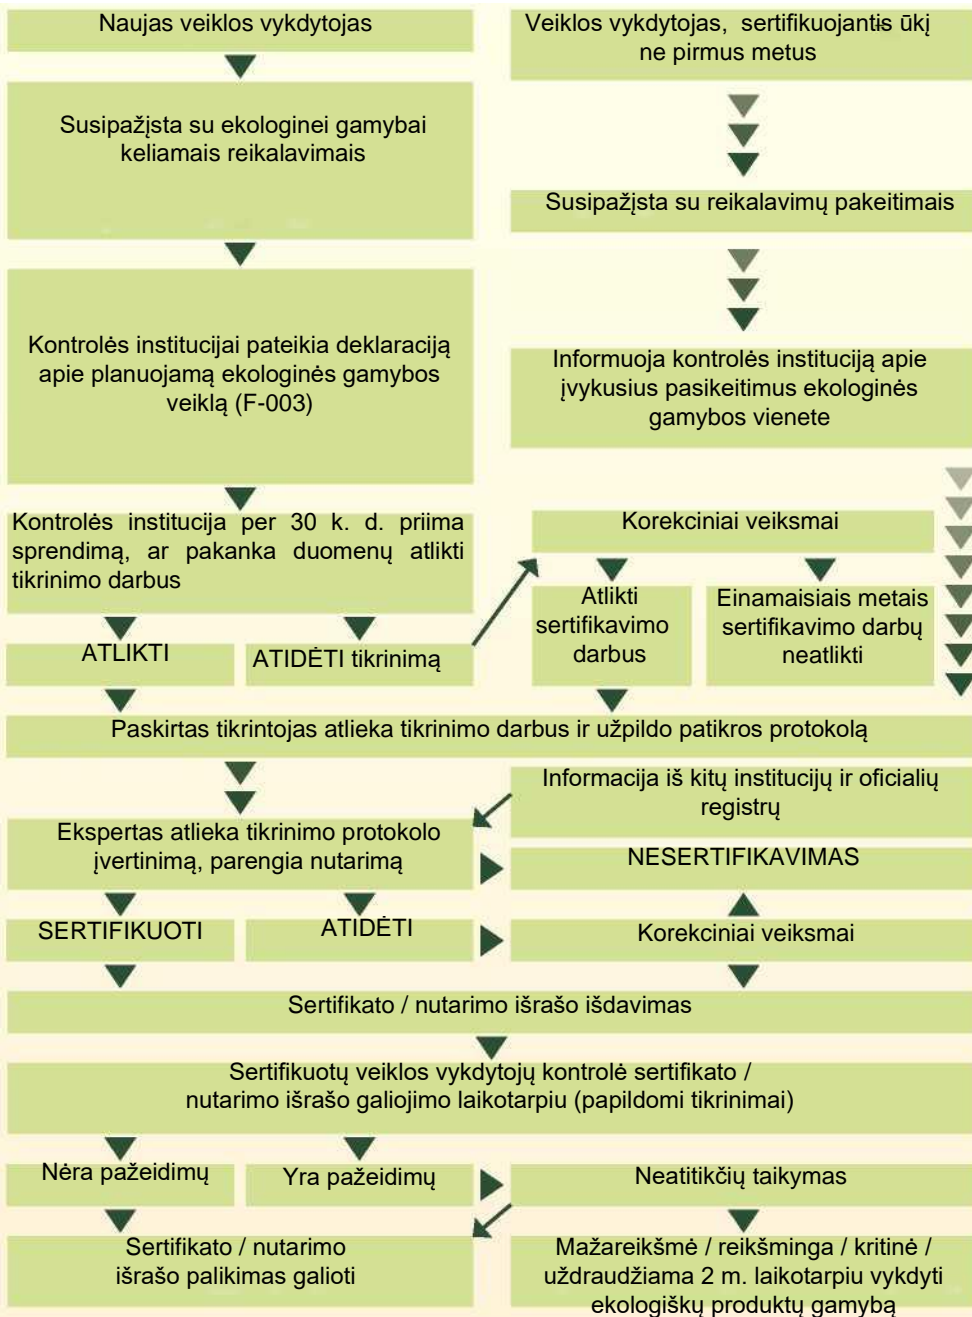 Naujas veiklos vykdytojas
Veiklos vykdytojas, sertifikuojantis ūkį
ne pirmus metus
Susipažįsta su ekologinei gamybai
keliamais reikalavimais
Susipažįsta su reikalavimų pakeitimais
Kontrolės institucijai pateikia deklaraciją
apie planuojamą ekologinės gamybos
veiklą (F-003)
Informuoja kontrolės instituciją apie
įvykusius pasikeitimus ekologinės
gamybos vienete
Kontrolės institucija per 30 k. d. priima
sprendimą, ar pakanka duomenų atlikti
tikrinimo darbus
Korekciniai veiksmai
ATLIKTI
ATIDĖTI tikrinimą
Atlikti
sertifikavimo
darbus
Einamaisiais metais
sertifikavimo darbų
neatlikti
Paskirtas tikrintojas atlieka tikrinimo darbus ir užpildo patikros protokolą
Informacija iš kitų institucijų ir oficialių
registrų
Ekspertas atlieka tikrinimo protokolo
įvertinimą, parengia nutarimą
NESERTIFIKAVIMAS
SERTIFIKUOTI
ATIDĖTI
Korekciniai veiksmai
Sertifikato / nutarimo išrašo išdavimas
Sertifikuotų veiklos vykdytojų kontrolė sertifikato /
nutarimo išrašo galiojimo laikotarpiu (papildomi tikrinimai)
Nėra pažeidimų
Yra pažeidimų
Neatitikčių taikymas
Sertifikato / nutarimo
išrašo palikimas galioti
Mažareikšmė / reikšminga / kritinė /
uždraudžiama 2 m. laikotarpiu vykdyti
ekologiškų produktų gamybą